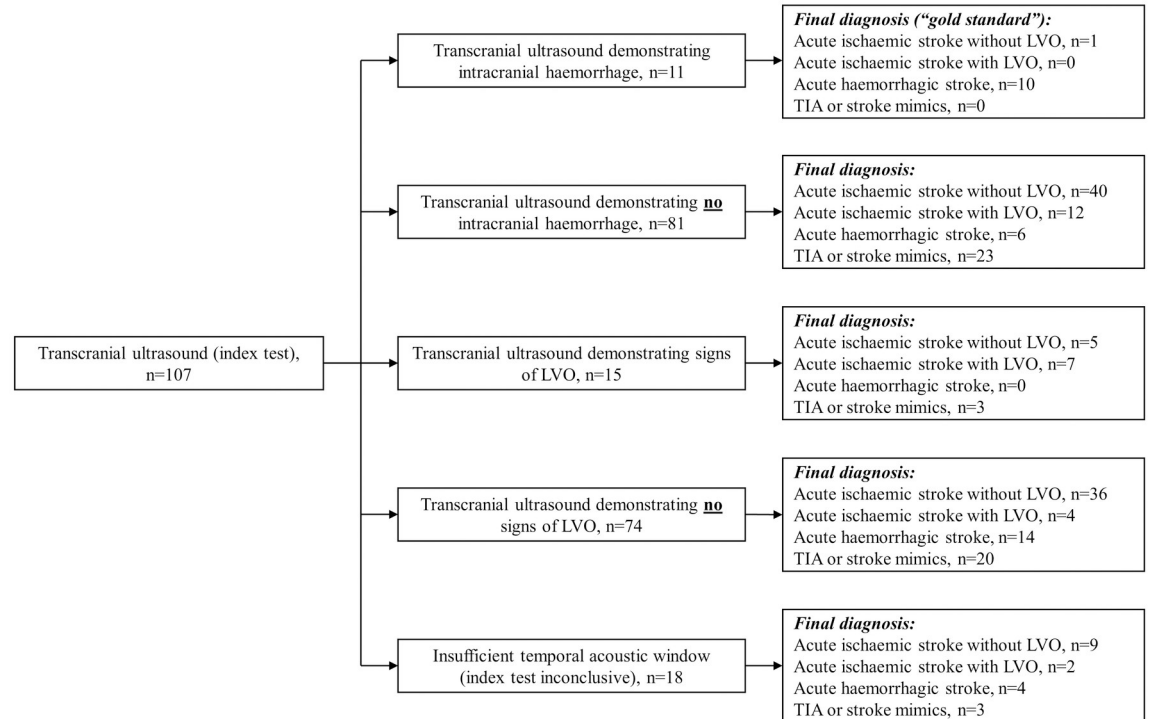 Transcranial ultrasound (index test),
n=107
Transcranial ultrasound demonstrating
intracranial haemorrhage, n=11
Final diagnosis (“gold standard”):
Acute ischaemic stroke without LVO, n=1
Acute ischaemic stroke with LVO, n=0
Acute haemorrhagic stroke, n=10
TIA or stroke mimics, n=0
Transcranial ultrasound demonstrating no
intracranial haemorrhage, n=81
Final diagnosis:
Acute ischaemic stroke without LVO, n=40
Acute ischaemic stroke with LVO, n=12
Acute haemorrhagic stroke, n=6
TIA or stroke mimics, n=23
Transcranial ultrasound demonstrating signs
of LVO, n=15
Final diagnosis:
Acute ischaemic stroke without LVO, n=5
Acute ischaemic stroke with LVO, n=7
Acute haemorrhagic stroke, n=0
TIA or stroke mimics, n=3
Transcranial ultrasound demonstrating no
signs of LVO, n=74
Final diagnosis:
Acute ischaemic stroke without LVO, n=36
Acute ischaemic stroke with LVO, n=4
Acute haemorrhagic stroke, n=14
TIA or stroke mimics, n=20
Insufficient temporal acoustic window
(index test inconclusive), n=18
Final diagnosis:
Acute ischaemic stroke without LVO, n=9
Acute ischaemic stroke with LVO, n=2
Acute haemorrhagic stroke, n=4
TIA or stroke mimics, n=3